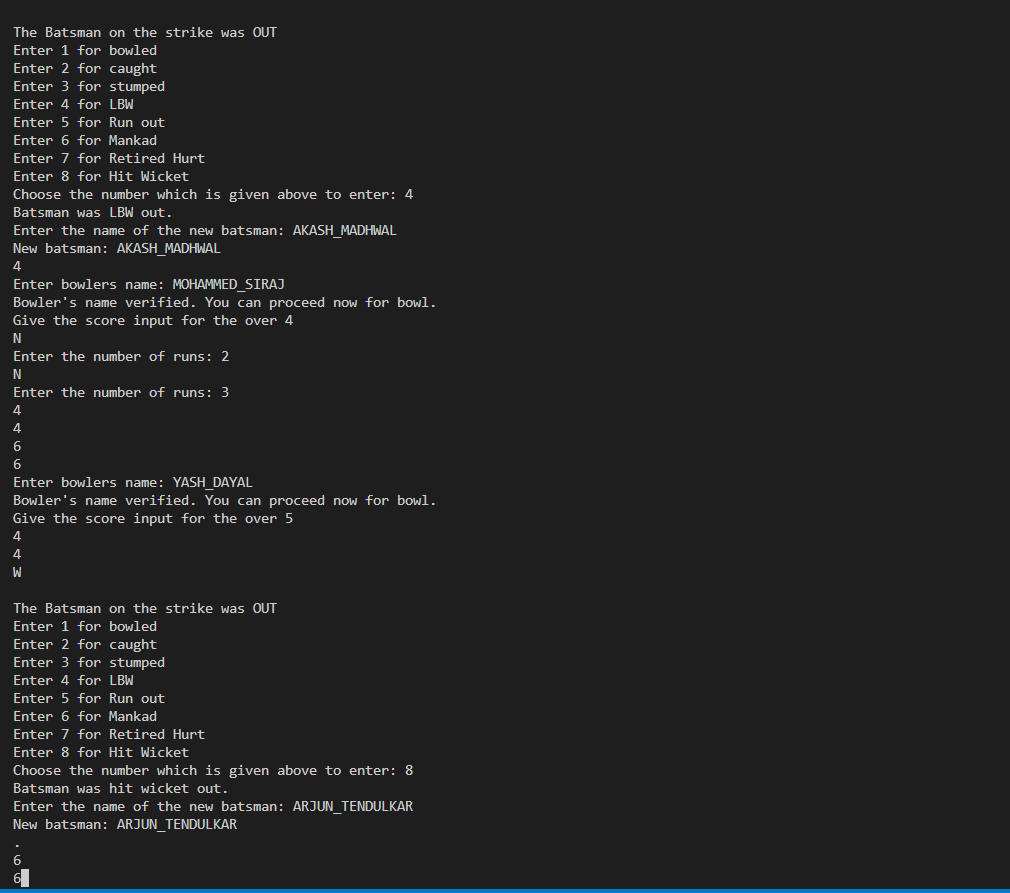 The Batsman on the strike was OUT
Enter 1 for bowled
Enter 2 for caught
Enter 3 for stumped
Enter 4 for LBW
Enter 5 for Run out
Enter 6 for Mankad
Enter 7 for Retired Hurt
Enter 8 for Hit Wicket
Choose the number which is given above to enter: 4
Batsman was LBW out.
Enter the name of the new batsman: AKASH_MADHWAL
New batsman: AKASH_MADHWAL
4
Enter bowlers name: MOHAMMED_SIRAJ
Bowler's name verified. You can proceed now for bowl.
Give the score input for the over 4
N
Enter the number of runs: 2
N
Enter the number of runs: 3
4
4
6
6
Enter bowlers name: YASH_DAYAL
Bowler's name verified. You can proceed now for bowl.
Give the score input for the over 5
4
4
W
The Batsman on the strike was OUT
Enter 1 for bowled
Enter 2 for caught
Enter 3 for stumped
Enter 4 for LBW
Enter 5 for Run out
Enter 6 for Mankad
Enter 7 for Retired Hurt
Enter 8 for Hit Wicket
Choose the number which is given above to enter: 8
Batsman was hit wicket out.
Enter the name of the new batsman: ARJUN_TENDULKAR
New batsman: ARJUN_TENDULKAR
.
6
6